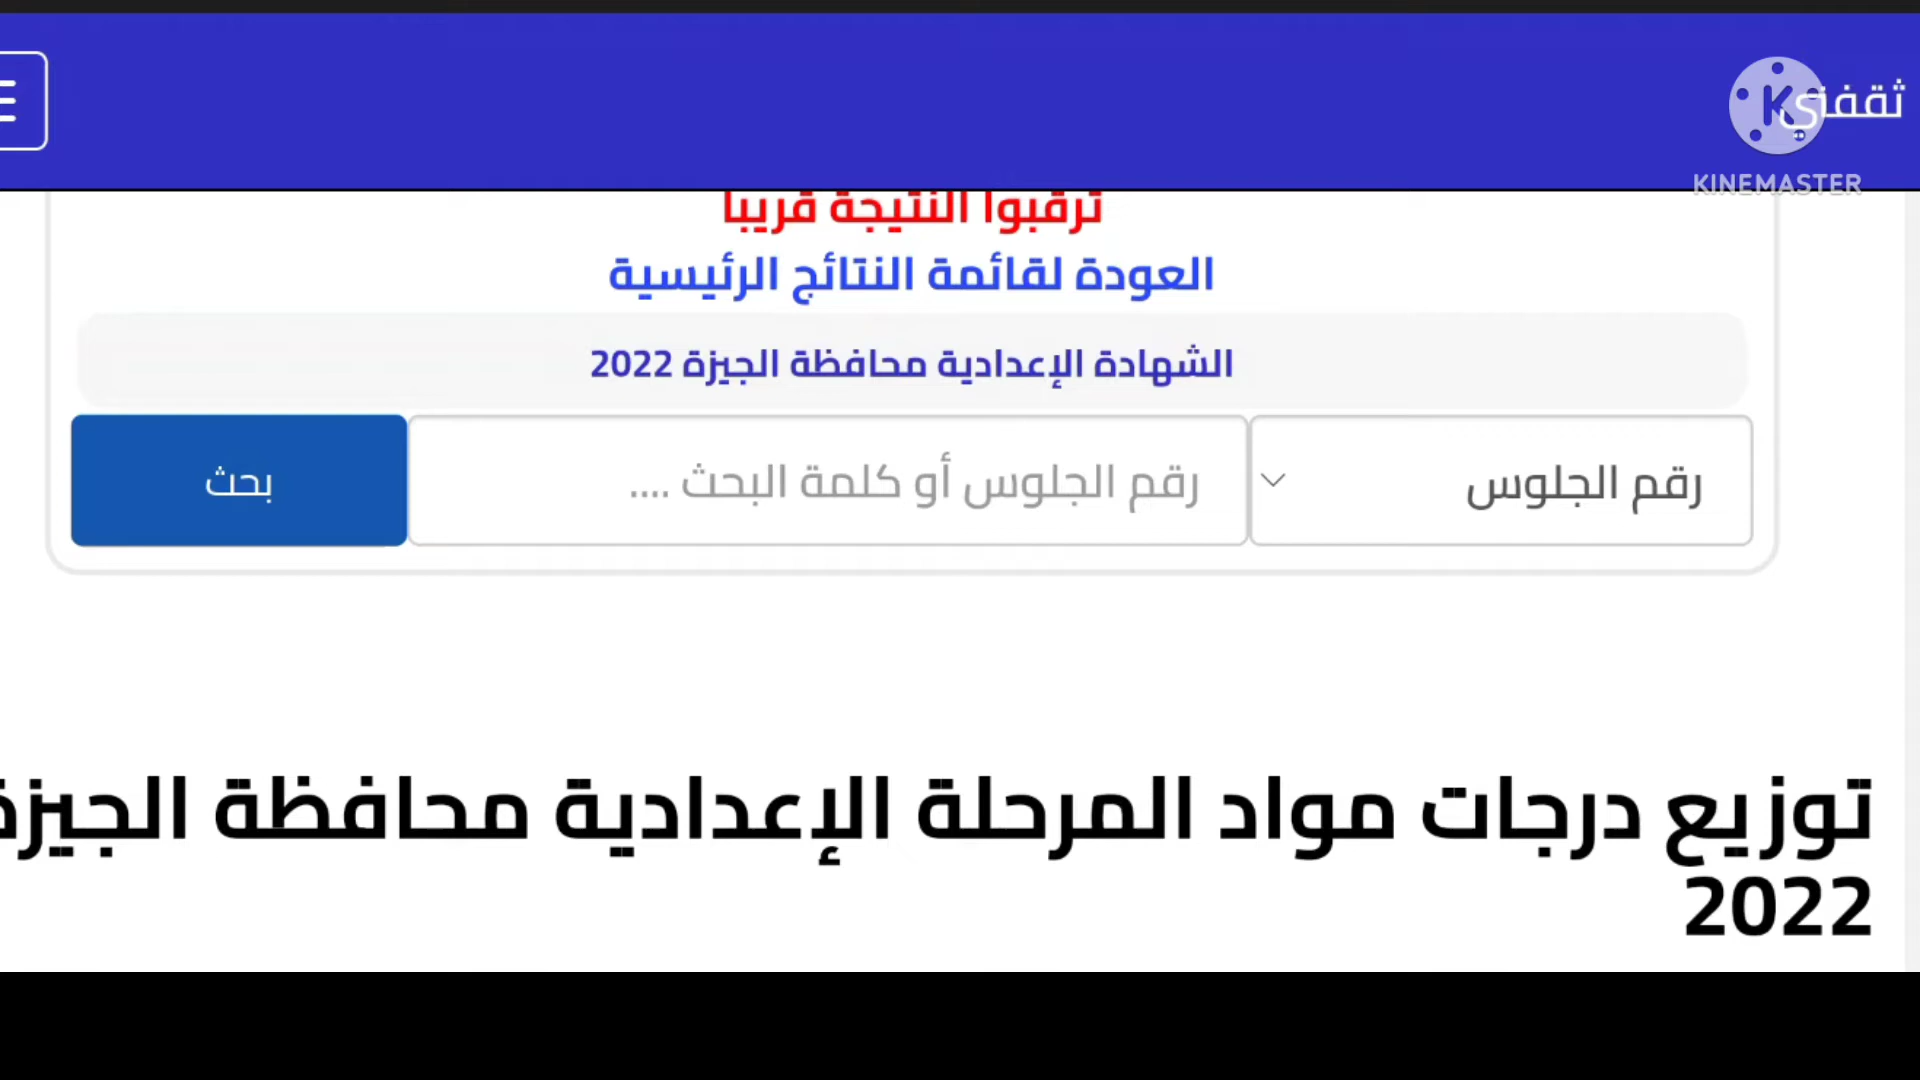 ثقفني
KINEMASTER
ترقبوا النتيجة قريبا
العودة لقائمة النتائج الرئيسية
الشهادة الإعدادية محافظة الجيزة 2022
رقم الجلوس
رقم الجلوس أو كلمة البحث ....
بحث
توزيع درجات مواد المرحلة الإعدادية محافظة الجيزة
2022